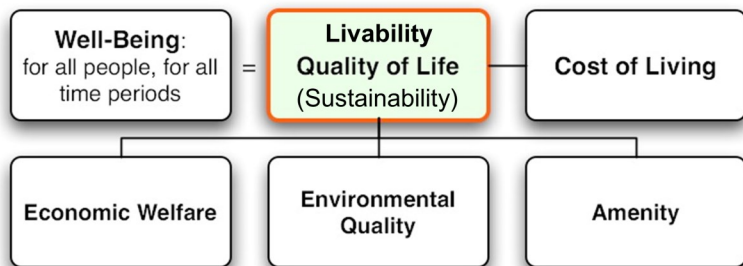 Well-Being:
for all people, for all
time periods
=
Livability
Quality of Life
(Sustainability)
Cost of Living
Economic Welfare
Environmental
Quality
Amenity